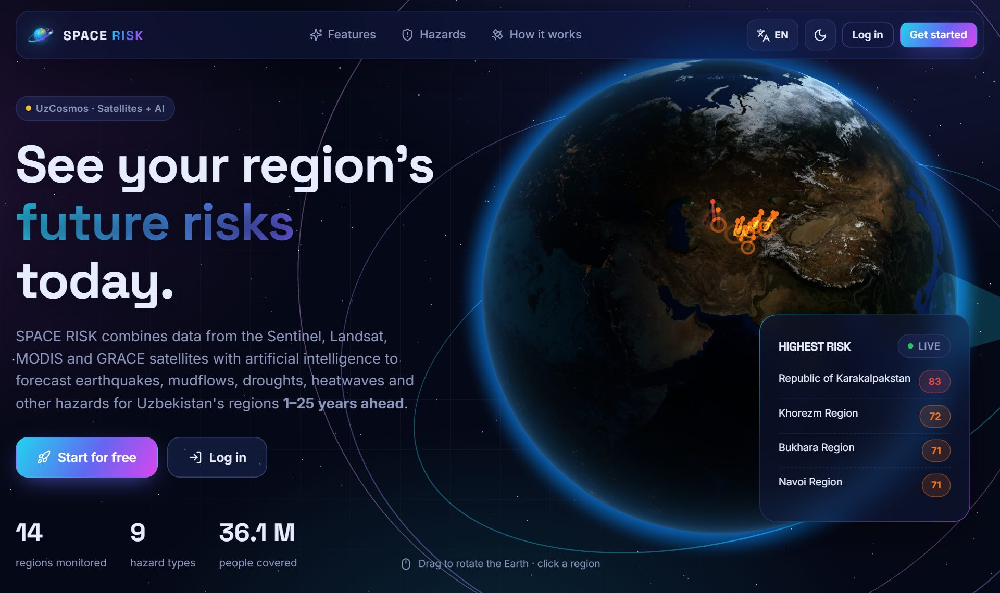 SPACE RISK
Features
Hazards
How it works
EN
Log in
Get started
UzCosmos · Satellites + AI
See your region’s
future risks
today.
SPACE RISK combines data from the Sentinel, Landsat,
MODIS and GRACE satellites with artificial intelligence to
forecast earthquakes, mudflows, droughts, heatwaves and
other hazards for Uzbekistan's regions 1–25 years ahead.
Start for free
Log in
14
regions monitored
9
hazard types
36.1 M
people covered
Drag to rotate the Earth · click a region
HIGHEST RISK
LIVE
Republic of Karakalpakstan 83
Khorezm Region 72
Bukhara Region 71
Navoi Region 71